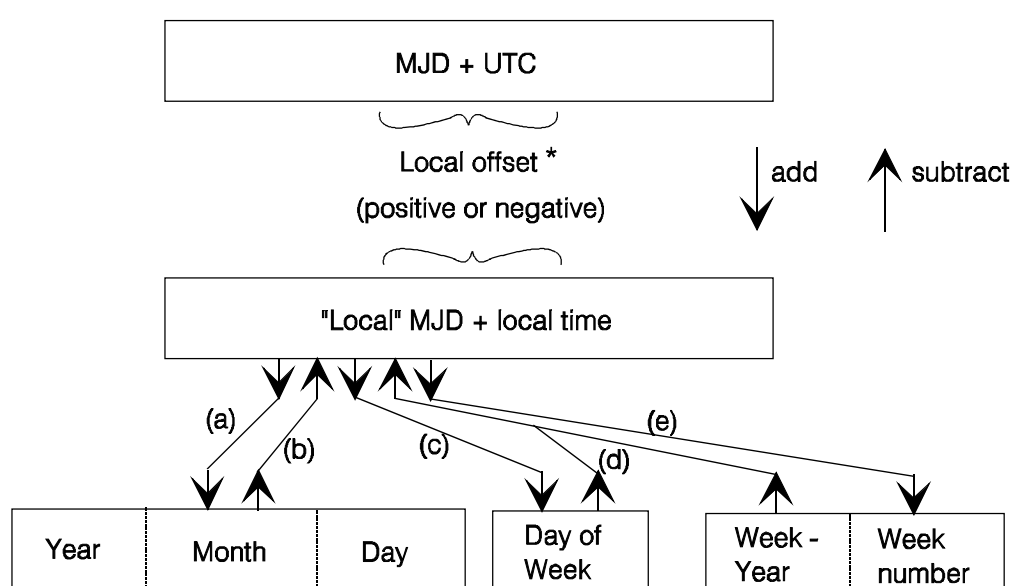 MJD + UTC
Local offset *
(positive or negative)
add
subtract
"Local" MJD + local time
(a)
(b)
(c)
(d)
(e)
Year
Month
Day
Day of
Week
Week -
Year
Week
number